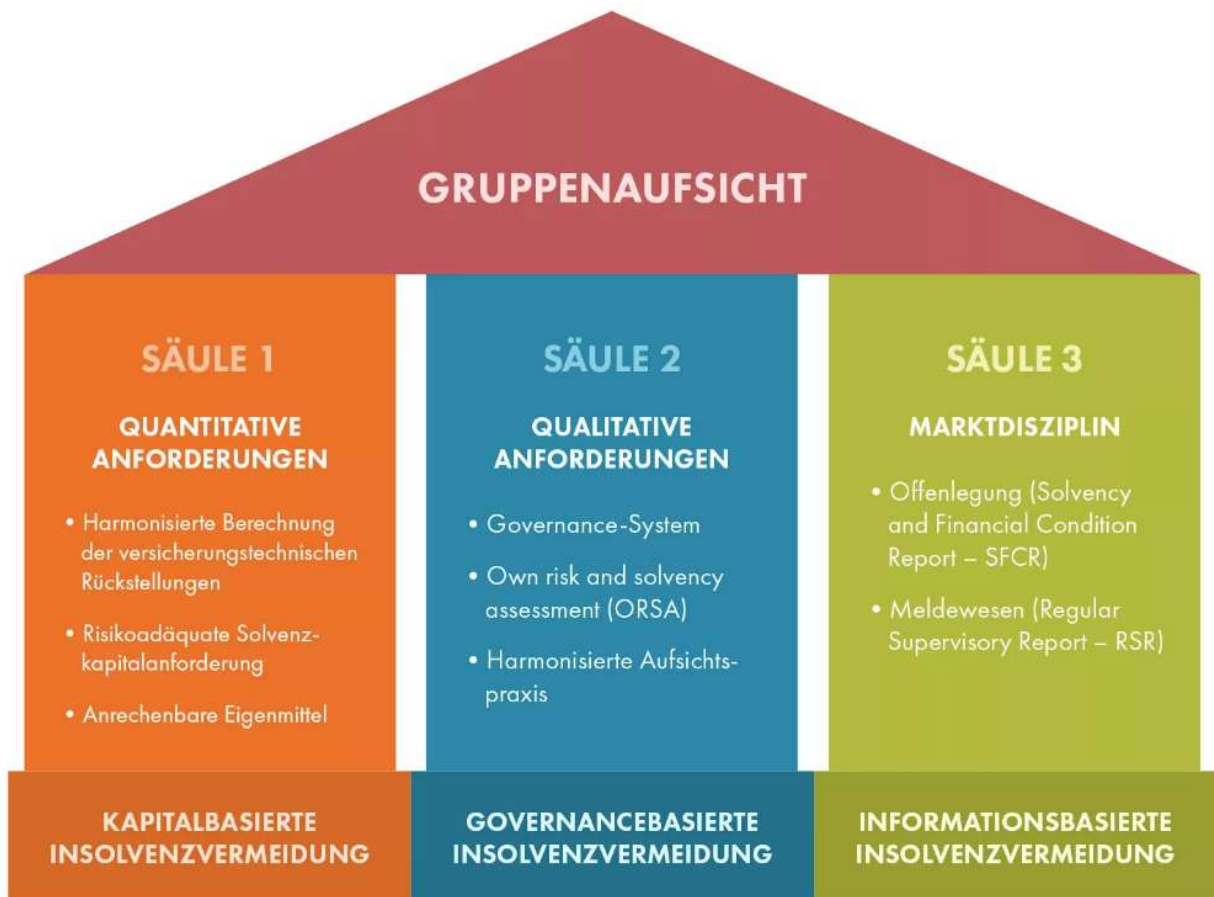 GRUPPENAUFSICHT
SÄULE 1
QUANTITATIVE
ANFORDERUNGEN
• Harmonisierte Berechnung
der versicherungstechnischen
Rückstellungen
• Risikoadäquate Solvenz-
kapitalanforderung
• Anrechenbare Eigenmittel
KAPITALBASIERTE
INSOLVENZVERMEIDUNG
SÄULE 2
QUALITATIVE
ANFORDERUNGEN
• Governance-System
• Own risk and solvency
assessment (ORSA)
• Harmonisierte Aufsichts-
praxis
GOVERNANCEBASIERTE
INSOLVENZVERMEIDUNG
SÄULE 3
MARKTDISZIPLIN
• Offenlegung (Solvency
and Financial Condition
Report – SFCR)
• Meldewesen (Regular
Supervisory Report – RSR)
INFORMATIONSBASIERTE
INSOLVENZVERMEIDUNG